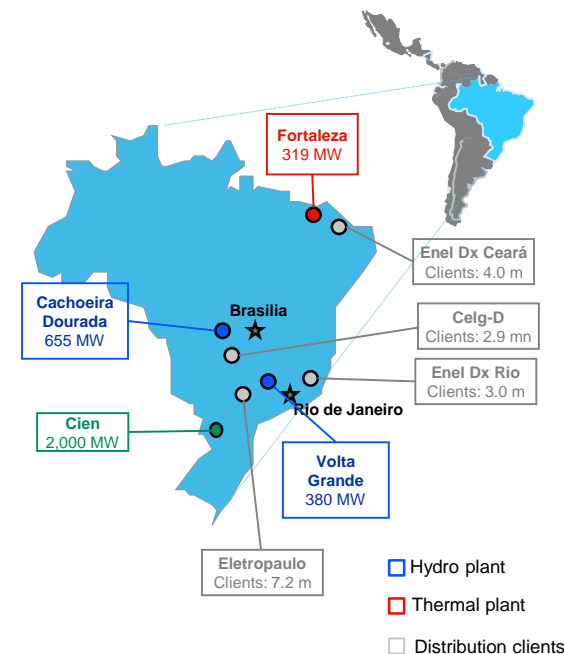 Fortaleza
319 MW
Enel Dx Ceará
Clients: 4.0 m
Cachoeira
Dourada
655 MW
Brasilia
Celg-D
Clients: 2.9 mn
Enel Dx Rio
Clients: 3.0 m
Rio de Janeiro
Cien
2,000 MW
Volta
Grande
380 MW
Eletropaulo
Clients: 7.2 m
Hydro plant
Thermal plant
Distribution clients